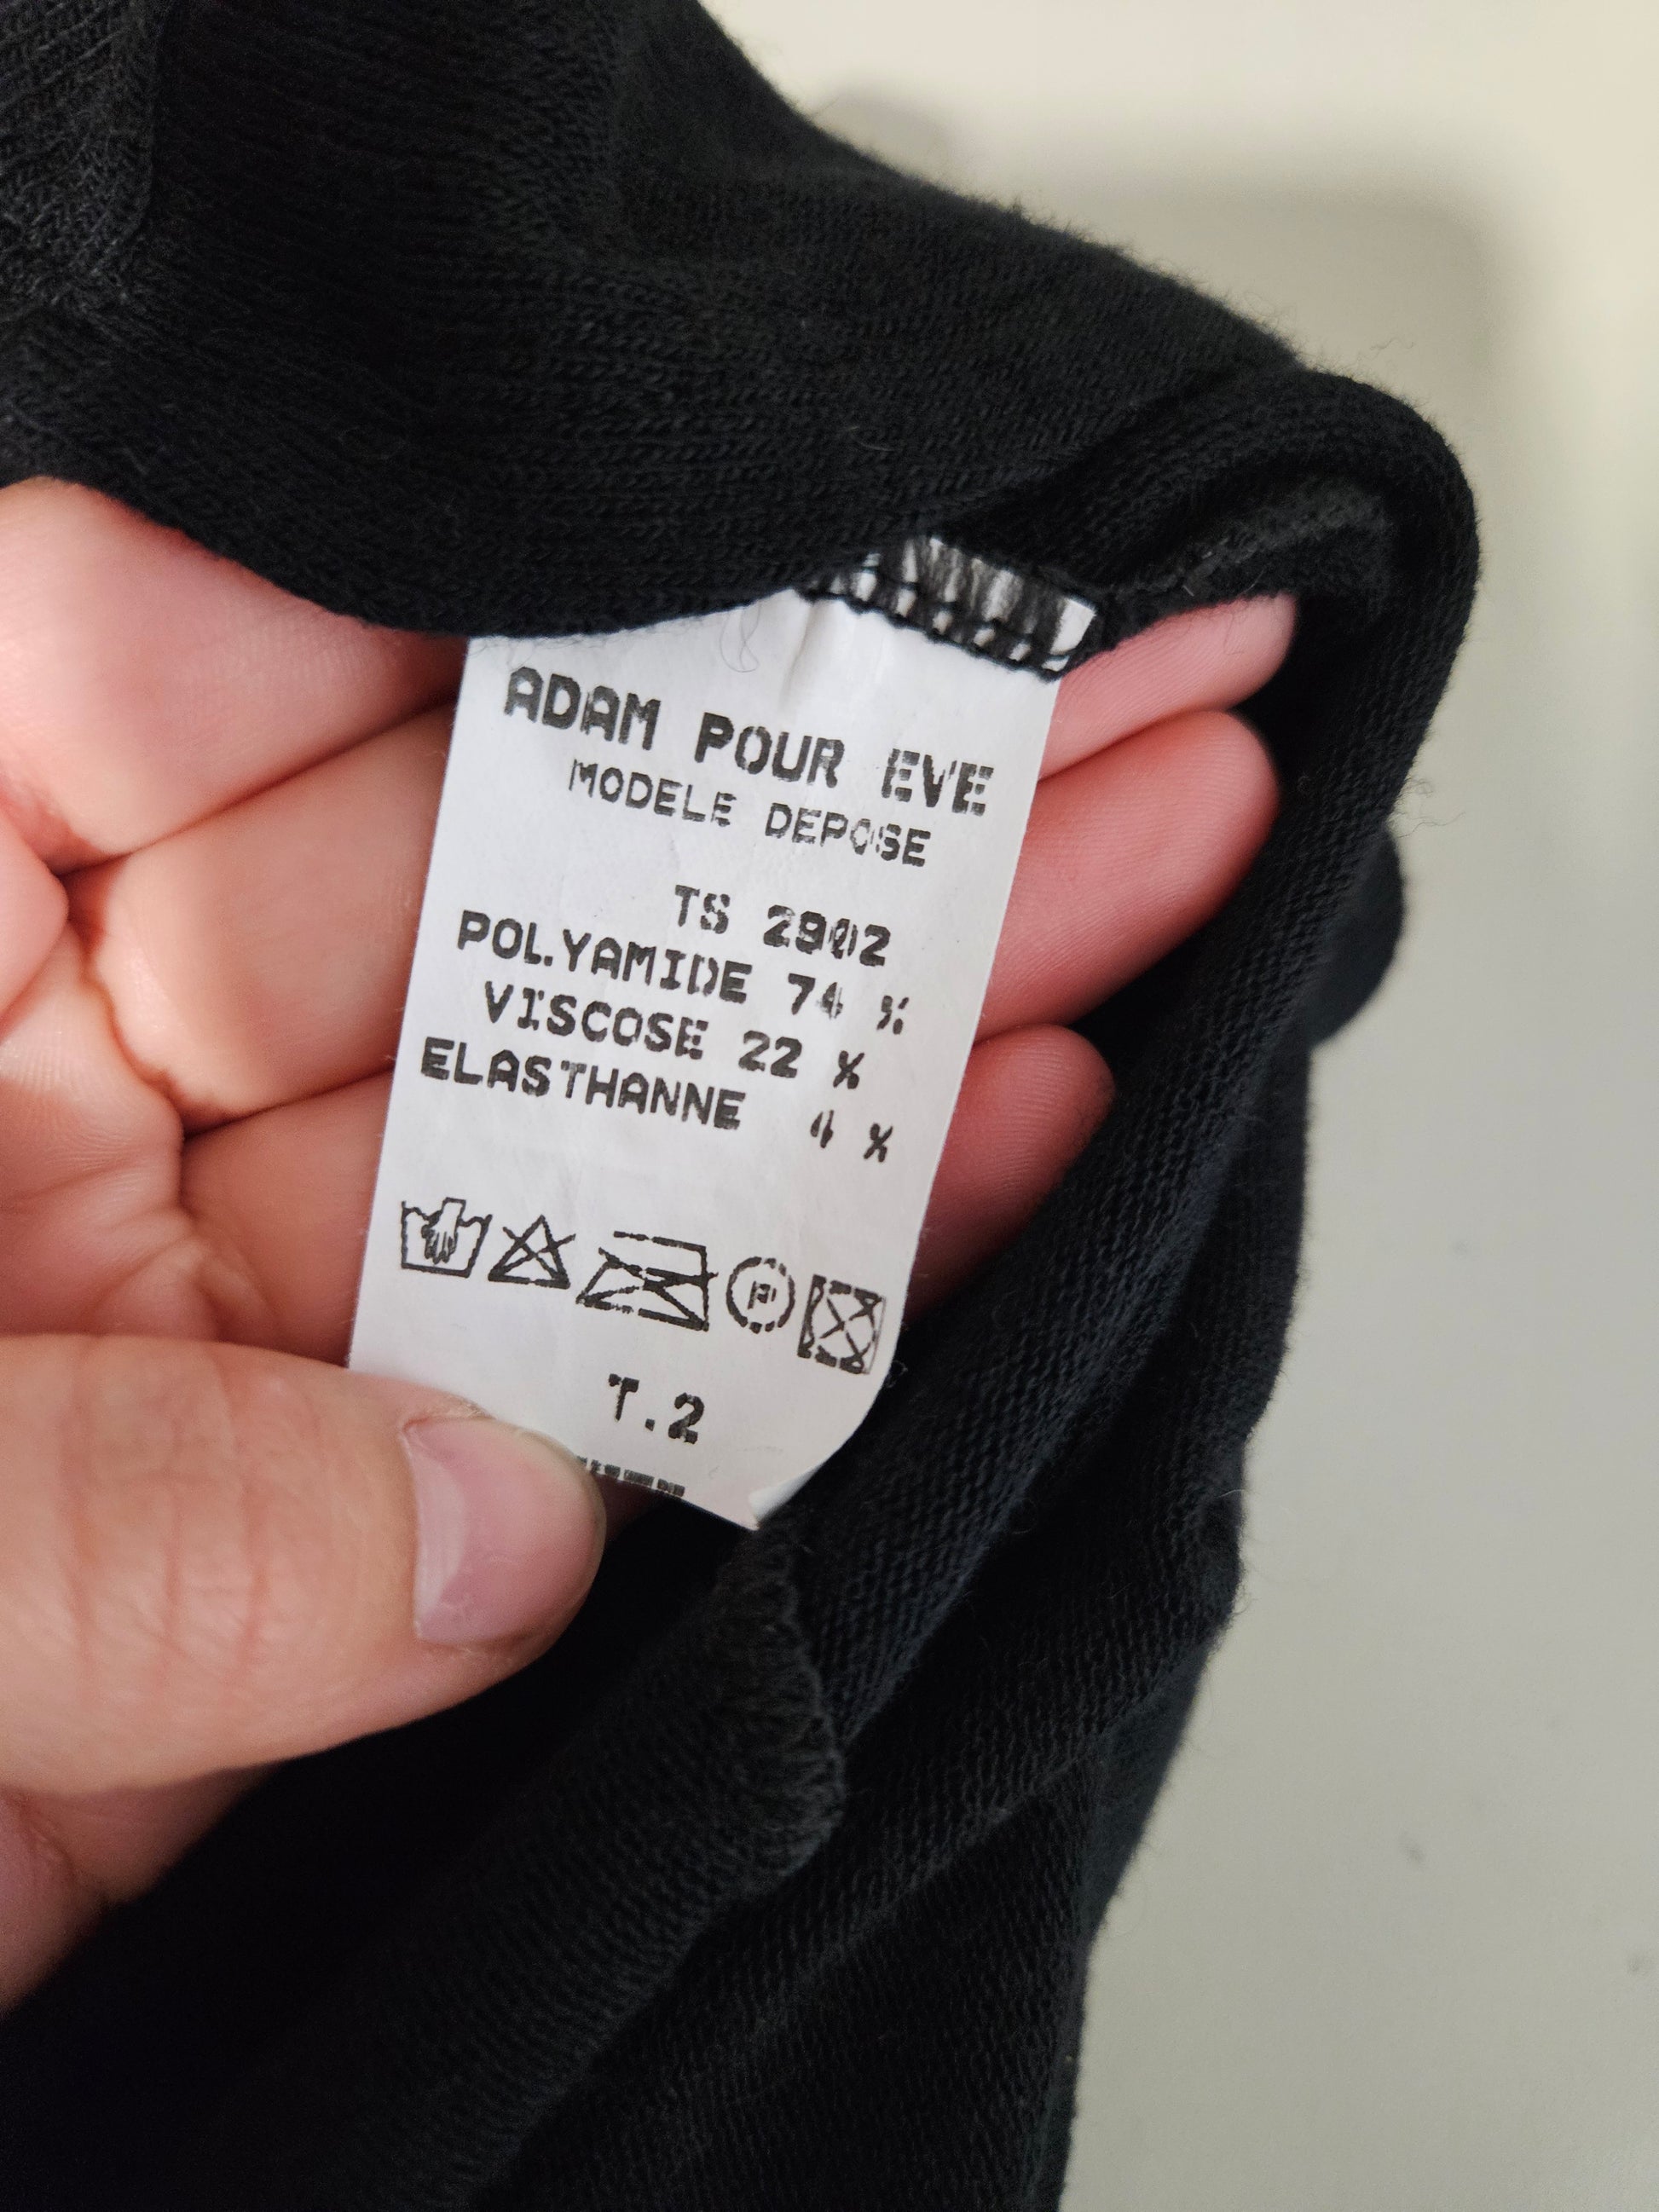 ADAM POUR EVE
MODELE DEPOSE
TS 2902
POLYAMIDE 74 %
VISCOSE 22 %
ELASTHANNE 4 %
P
T.2